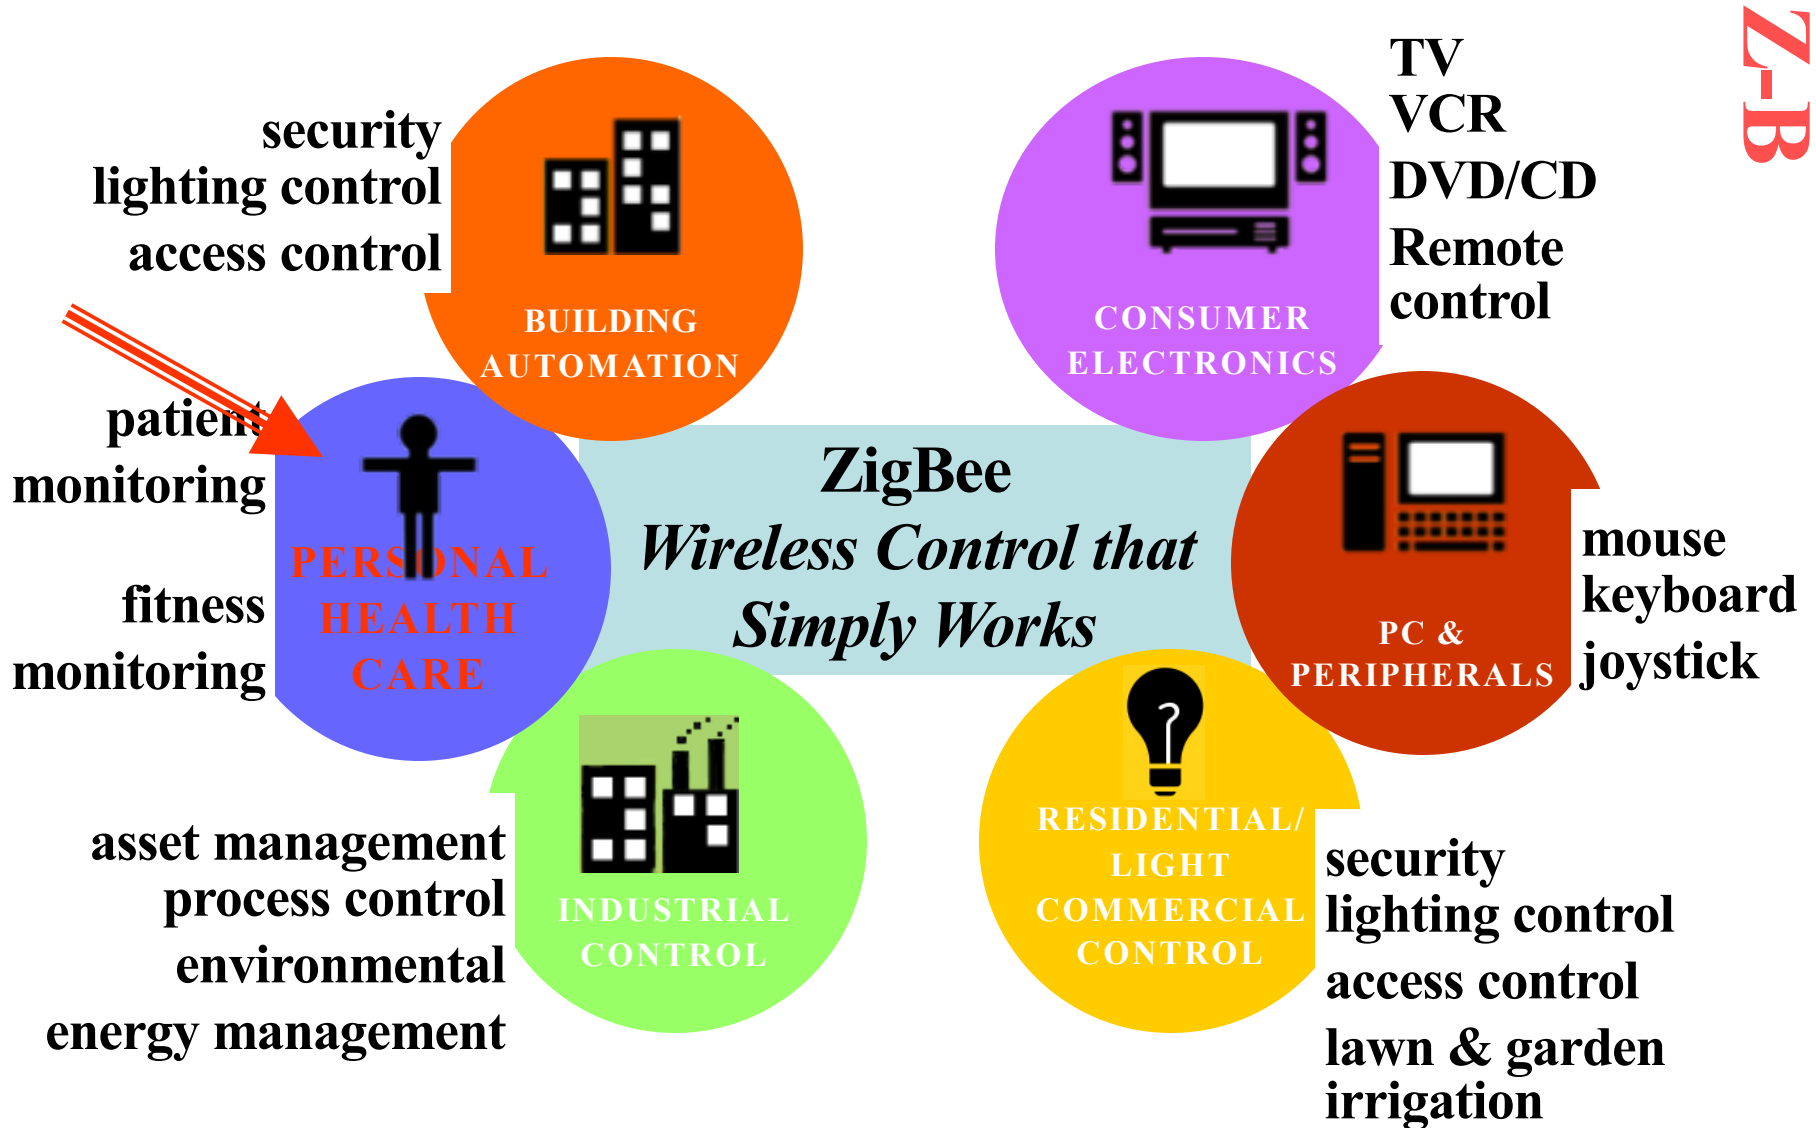 Z-B
security
lighting control
access control
BUILDING
AUTOMATION
TV
VCR
DVD/CD
Remote
control
CONSUMER
ELECTRONICS
patient
monitoring
fitness
monitoring
PERSONAL
HEALTH
CARE
ZigBee
Wireless Control that
Simply Works
mouse
keyboard
joystick
PC &
PERIPHERALS
asset management
process control
environmental
energy management
INDUSTRIAL
CONTROL
RESIDENTIAL/
LIGHT
COMMERCIAL
CONTROL
security
lighting control
access control
lawn & garden
irrigation